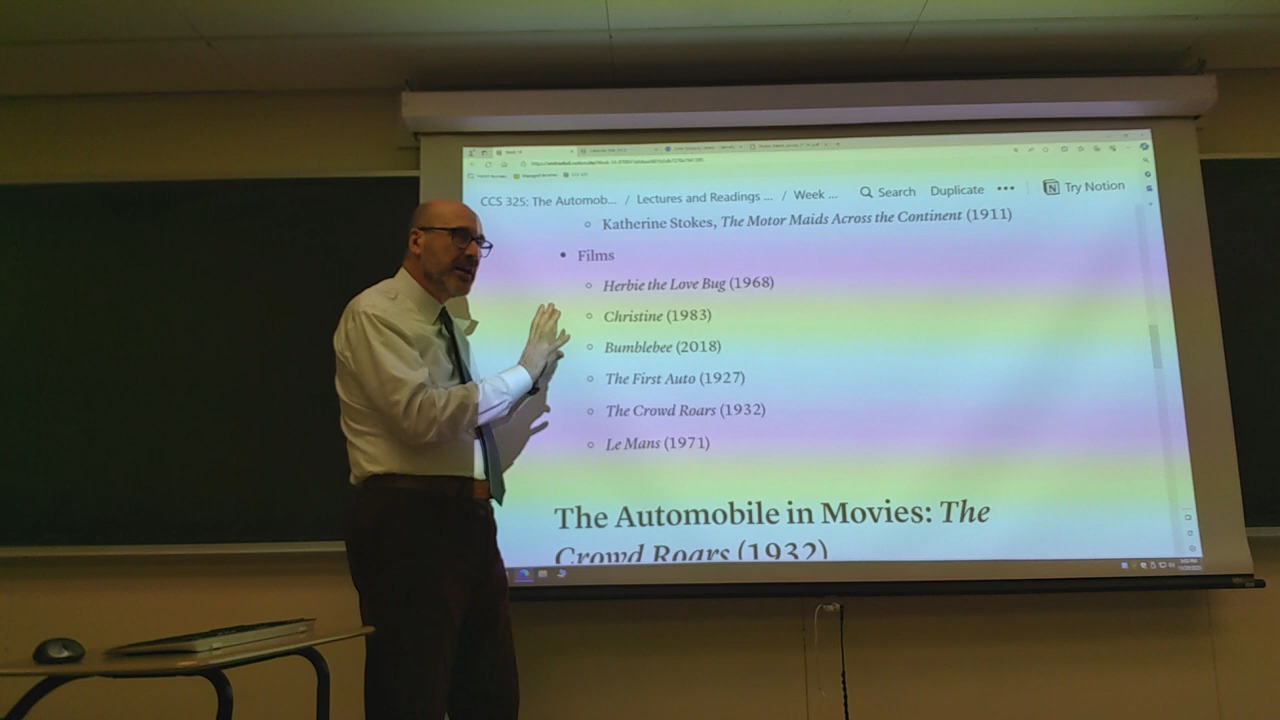 CCS 325: The Automob... / Lectures and Readings ... / Week ... Search Duplicate ••• Try Notion
◦ Katherine Stokes, The Motor Maids Across the Continent (1911)
• Films
◦ Herbie the Love Bug (1968)
◦ Christine (1983)
◦ Bumblebee (2018)
◦ The First Auto (1927)
◦ The Crowd Roars (1932)
◦ Le Mans (1971)
The Automobile in Movies: The
Crowd Roars (1932)